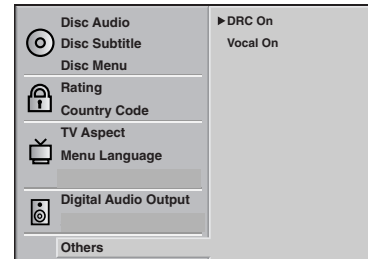 Disc Audio
Disc Subtitle
Disc Menu
Rating
Country Code
TV Aspect
Menu Language
Digital Audio Output
Others
▶DRC On
Vocal On